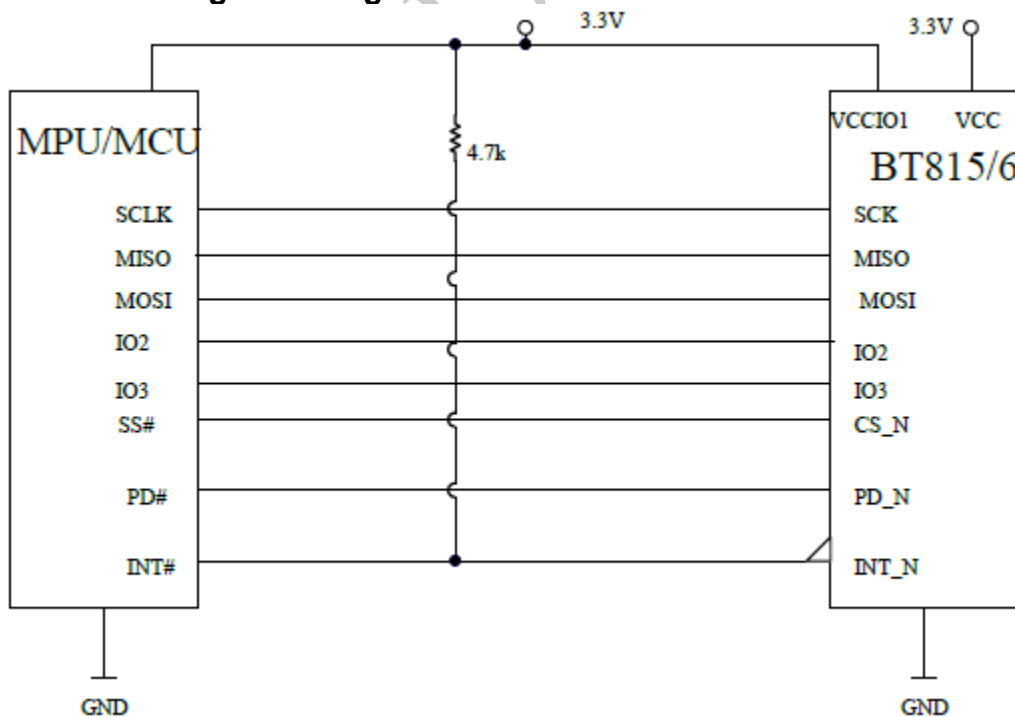 3.3V
3.3V
MPU/MCU
4.7k
VCCIO1 VCC
BT815/6
SCLK
SCK
MISO
MISO
MOSI
MOSI
IO2
IO2
IO3
IO3
SS#
CS_N
PD#
PD_N
INT#
INT_N
GND
GND